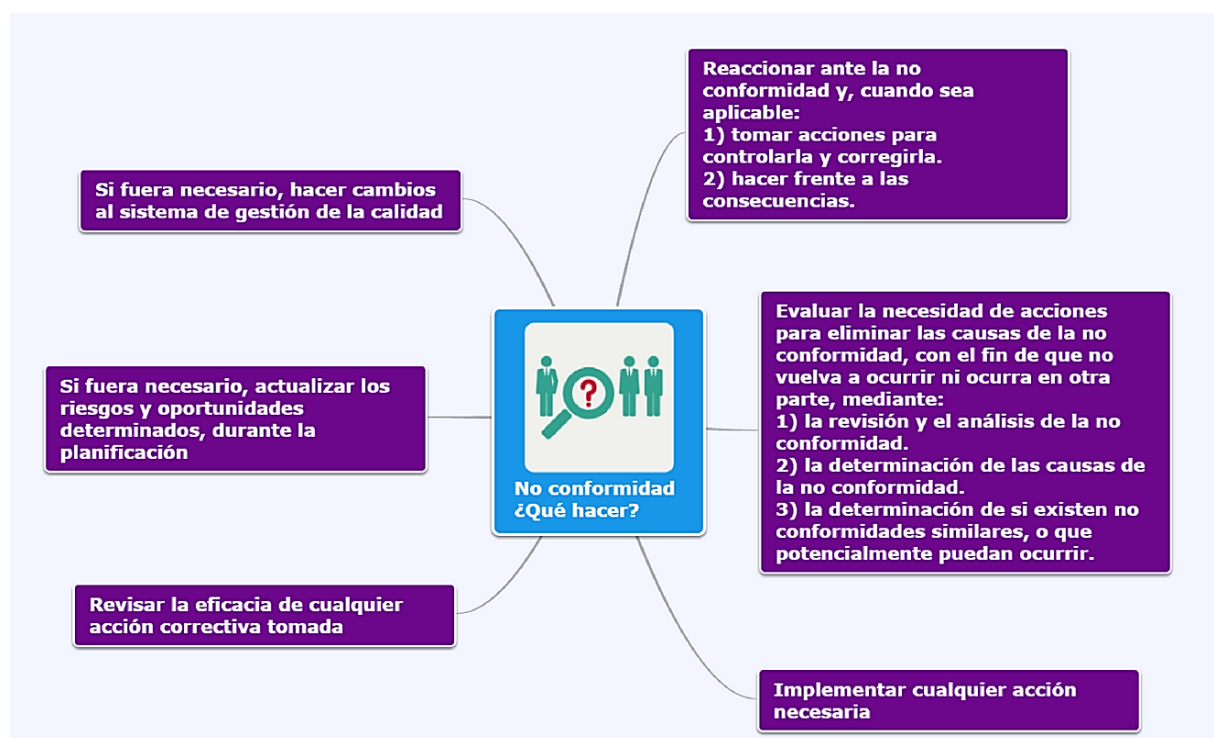 Reaccionar ante la no
conformidad y, cuando sea
aplicable:
1) tomar acciones para
controlarla y corregirla.
2) hacer frente a las
consecuencias.
Evaluar la necesidad de acciones
para eliminar las causas de la no
conformidad, con el fin de que no
vuelva a ocurrir ni ocurra en otra
parte, mediante:
1) la revisión y el análisis de la no
conformidad.
2) la determinación de las causas de
la no conformidad.
3) la determinación de si existen no
conformidades similares, o que
potencialmente puedan ocurrir.
Implementar cualquier acción
necesaria
Revisar la eficacia de cualquier
acción correctiva tomada
Si fuera necesario, actualizar los
riesgos y oportunidades
determinados, durante la
planificación
Si fuera necesario, hacer cambios
al sistema de gestión de la calidad
?
No conformidad
¿Qué hacer?